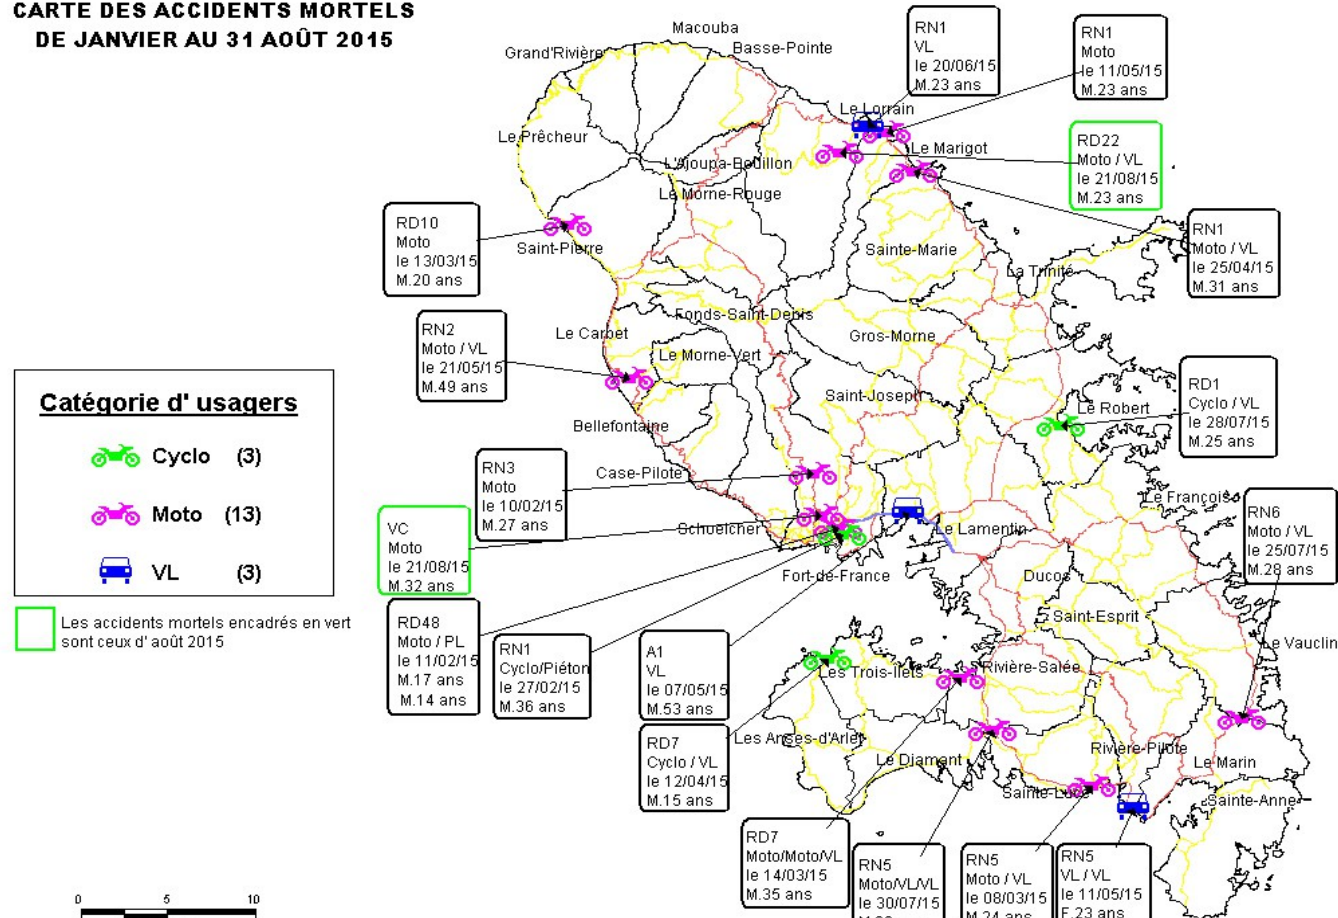 CARTE DES ACCIDENTS MORTELS
DE JANVIER AU 31 AOÛT 2015
Macouba
Grand'Rivière
Basse-Pointe
RN1
VL
le 20/06/15
M.23 ans
RN1
Moto
le 11/05/15
M.23 ans
Le Lorrain
Le Prêcheur
L'Ajoupa-Bouillon
Le Marigot
RD22
Moto / VL
le 21/08/15
M.23 ans
Le Morne-Rouge
RD10
Moto
le 13/03/15
M.20 ans
Saint-Pierre
Sainte-Marie
RN1
Moto / VL
le 25/04/15
M.31 ans
La Trinité
Fonds-Saint-Denis
RN2
Moto / VL
le 21/05/15
M.49 ans
Le Carbet
Gros-Morne
Le Morne-Vert
Saint-Joseph
RD1
Cyclo / VL
le 28/07/15
M.25 ans
Le Robert
Catégorie d' usagers
Cyclo (3)
Moto (13)
VL (3)
Les accidents mortels encadrés en vert
sont ceux d' août 2015
Bellefontaine
Case-Pilote
RN3
Moto
le 10/02/15
M.27 ans
Le François
RN6
Moto / VL
le 25/07/15
M.28 ans
VC
Moto
le 21/08/15
M.32 ans
Schoelcher
Le Lamentin
Fort-de-France
Ducos
RD48
Moto / PL
le 11/02/15
M.17 ans
M.14 ans
RN1
Cyclo/Piéton
le 27/02/15
M.36 ans
A1
VL
le 07/05/15
M.53 ans
Saint-Esprit
Le Vauclin
Les Trois-Ilets
Rivière-Salée
RD7
Cyclo / VL
le 12/04/15
M.15 ans
Les Anses-d'Arlet
Le Diamant
Rivière-Pilote
Le Marin
Sainte-Luce
Sainte-Anne
RD7
Moto/Moto/VL
le 14/03/15
M.35 ans
RN5
Moto/VL/VL
le 30/07/15
RN5
Moto / VL
le 08/03/15
M.24 ans
RN5
VL / VL
le 11/05/15
F.23 ans
0 5 10